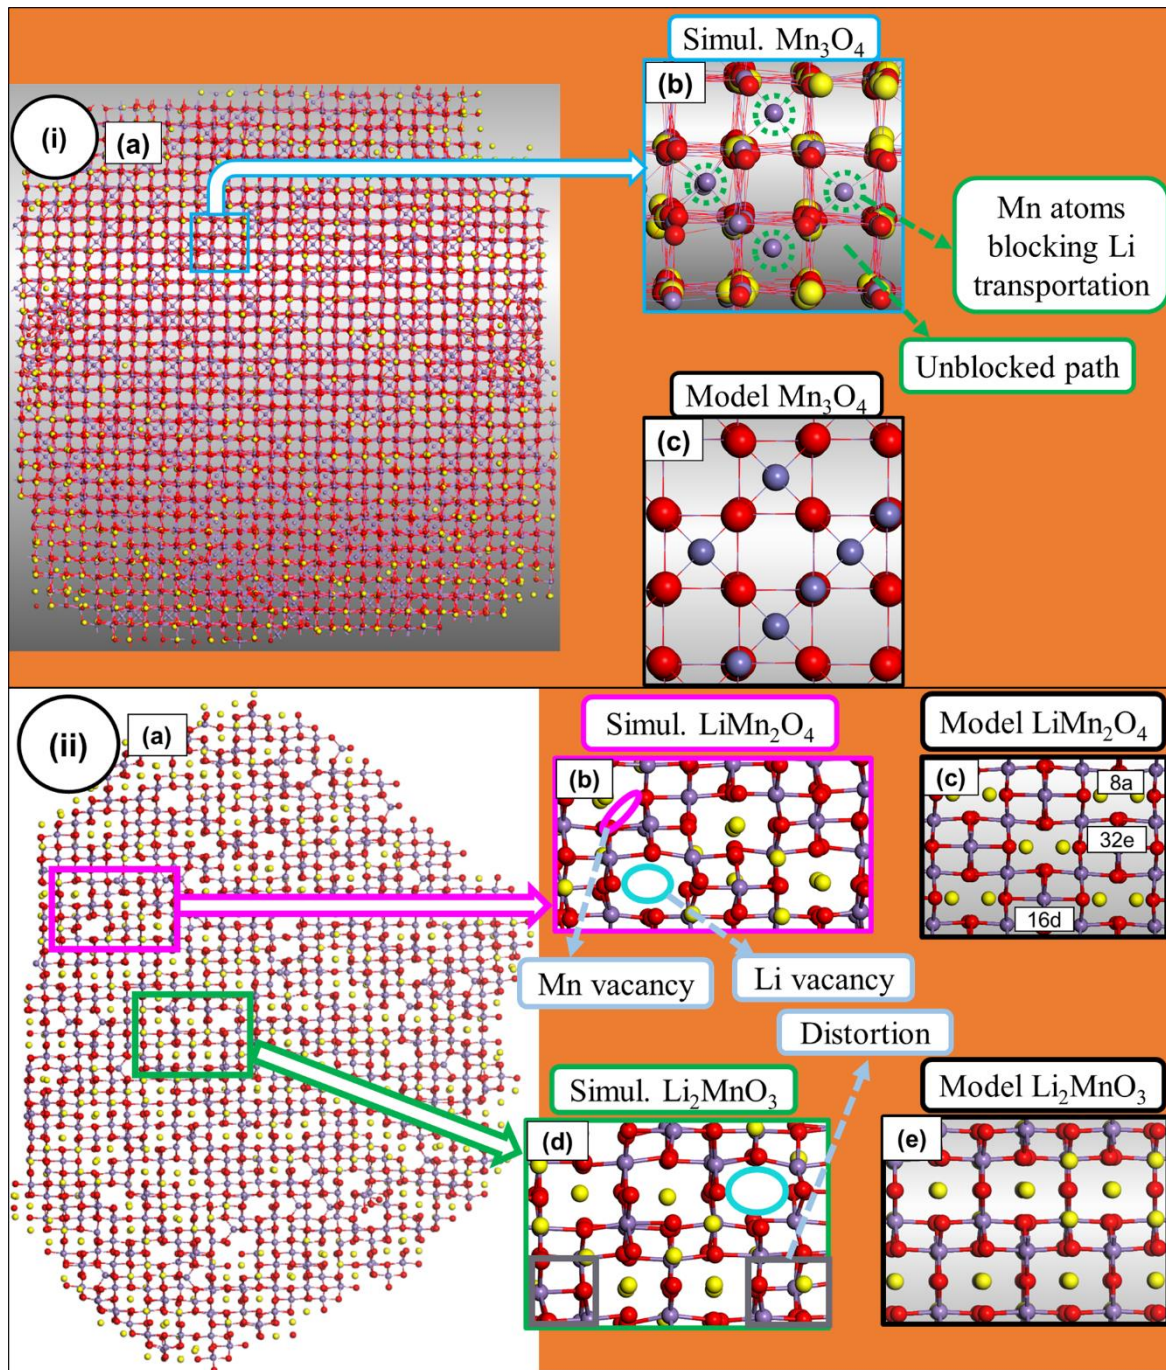 (i)
(a)
Simul. Mn₃O₄
(b)
Mn atoms
blocking Li
transportation
Unblocked path
Model Mn₃O₄
(c)
(ii)
(a)
Simul. LiMn₂O₄
(b)
Model LiMn₂O₄
(c)
8a
32e
16d
Mn vacancy
Li vacancy
Distortion
Simul. Li₂MnO₃
(d)
Model Li₂MnO₃
(e)